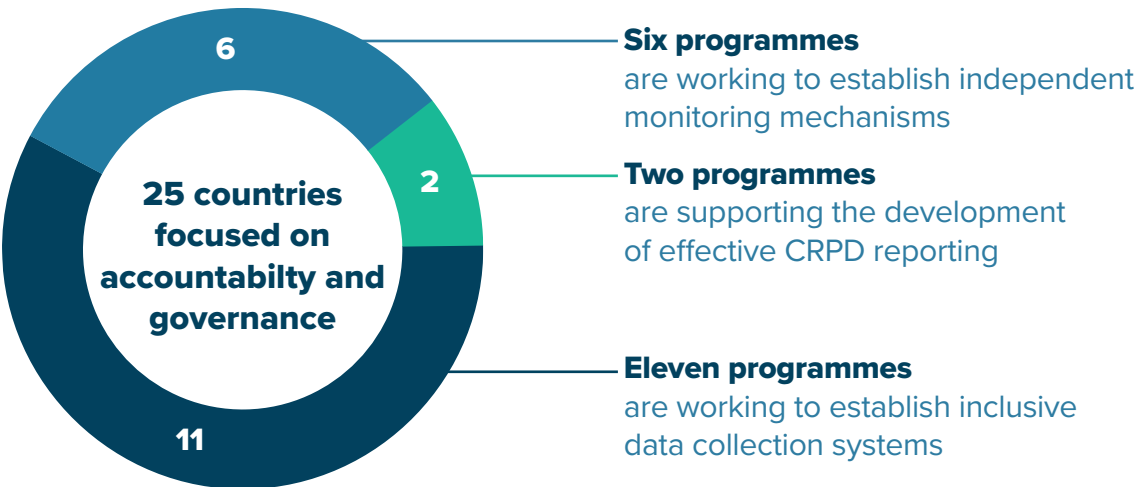 6
Six programmes
are working to establish independent
monitoring mechanisms
2
Two programmes
are supporting the development
of effective CRPD reporting
25 countries
focused on
accountabilty and
governance
Eleven programmes
are working to establish inclusive
data collection systems
11